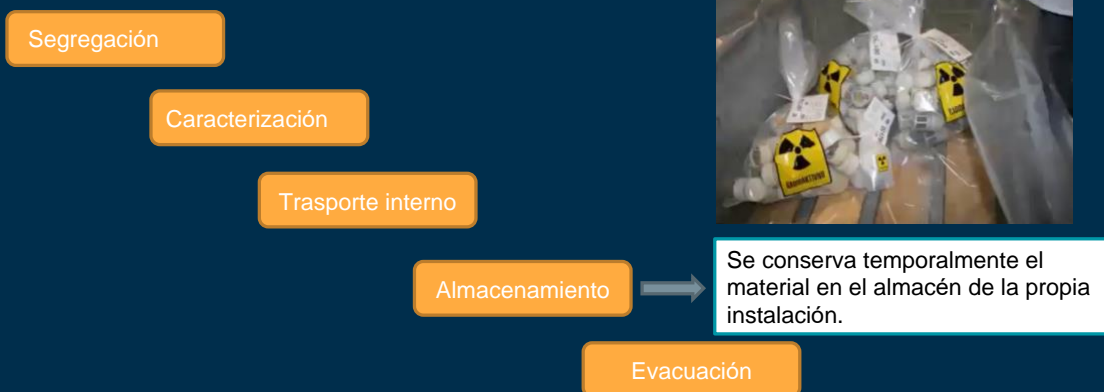 Segregación
Caracterización
Trasporte interno
Almacenamiento
Se conserva temporalmente el
material en el almacén de la propia
instalación.
Evacuación